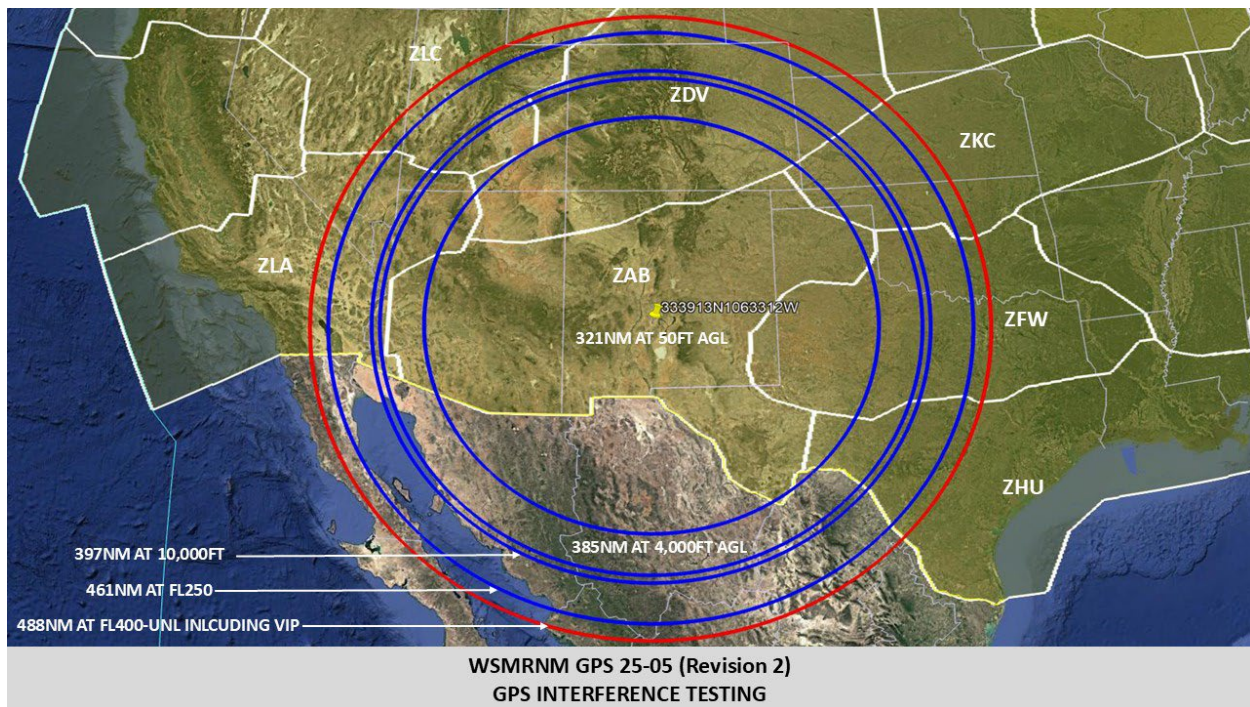 ZLC
ZDV
ZKC
ZLA
ZAB
333913N1063312W
ZFW
321NM AT 50FT AGL
ZHU
385NM AT 4,000FT AGL
397NM AT 10,000FT
461NM AT FL250
488NM AT FL400-UNL INLCUDING VIP
WSMRNM GPS 25-05 (Revision 2)
GPS INTERFERENCE TESTING